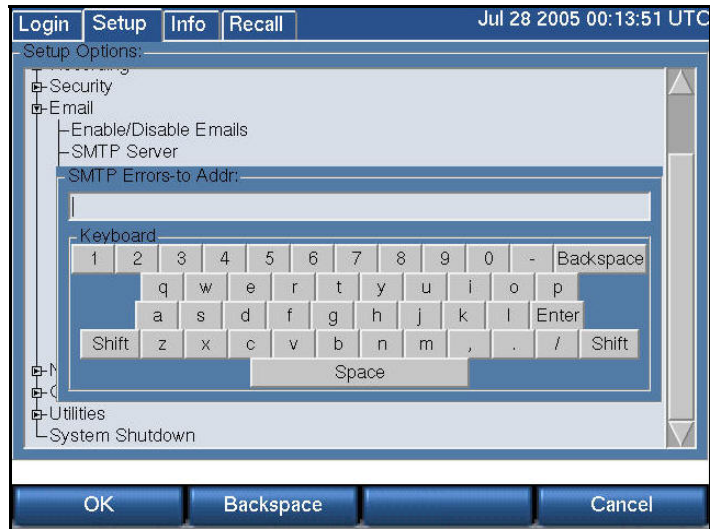 Login Setup Info Recall Jul 28 2005 00:13:51 UTC
Setup Options:
Security
Email
Enable/Disable Emails
SMTP Server
SMTP Errors-to Addr:
Keyboard
1 2 3 4 5 6 7 8 9 0 - Backspace
q w e r t y u i o p
a s d f g h j k l Enter
Shift z x c v b n m , . / Shift
Space
Utilities
System Shutdown
OK Backspace Cancel